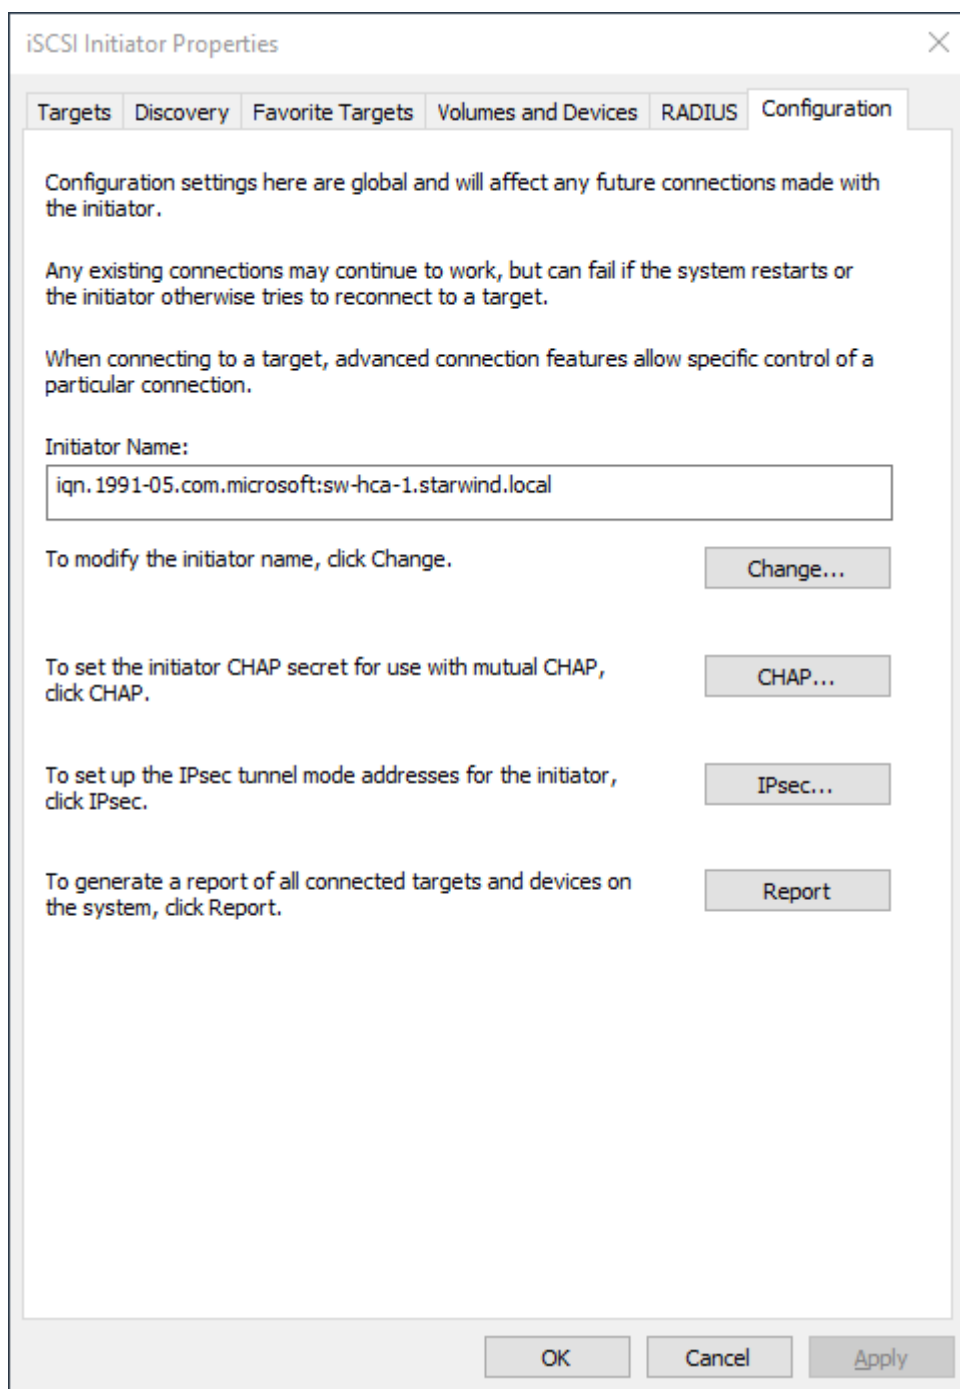 iSCSI Initiator Properties
Targets Discovery Favorite Targets Volumes and Devices RADIUS Configuration
Configuration settings here are global and will affect any future connections made with
the initiator.
Any existing connections may continue to work, but can fail if the system restarts or
the initiator otherwise tries to reconnect to a target.
When connecting to a target, advanced connection features allow specific control of a
particular connection.
Initiator Name:
iqn.1991-05.com.microsoft:sw-hca-1.starwind.local
To modify the initiator name, click Change.
Change...
To set the initiator CHAP secret for use with mutual CHAP,
click CHAP.
CHAP...
To set up the IPsec tunnel mode addresses for the initiator,
click IPsec.
IPsec...
To generate a report of all connected targets and devices on
the system, click Report.
Report
OK Cancel Apply